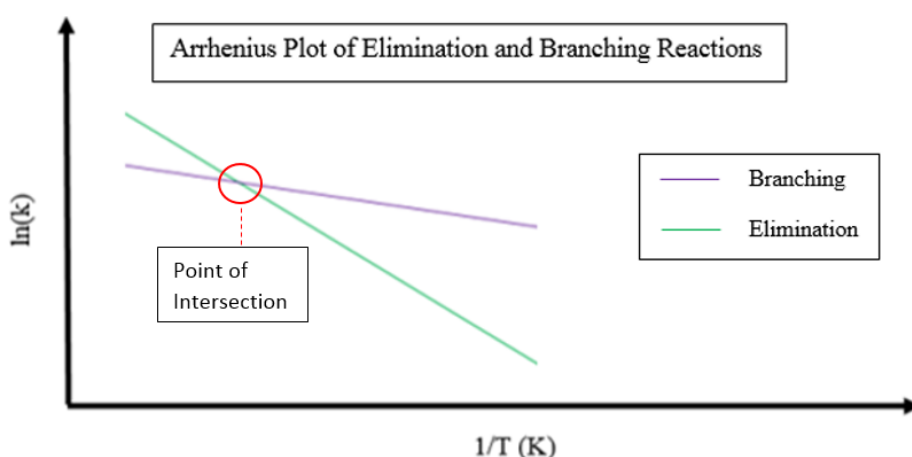 Arrhenius Plot of Elimination and Branching Reactions
ln(k)
Branching
Elimination
Point of
Intersection
1/T (K)